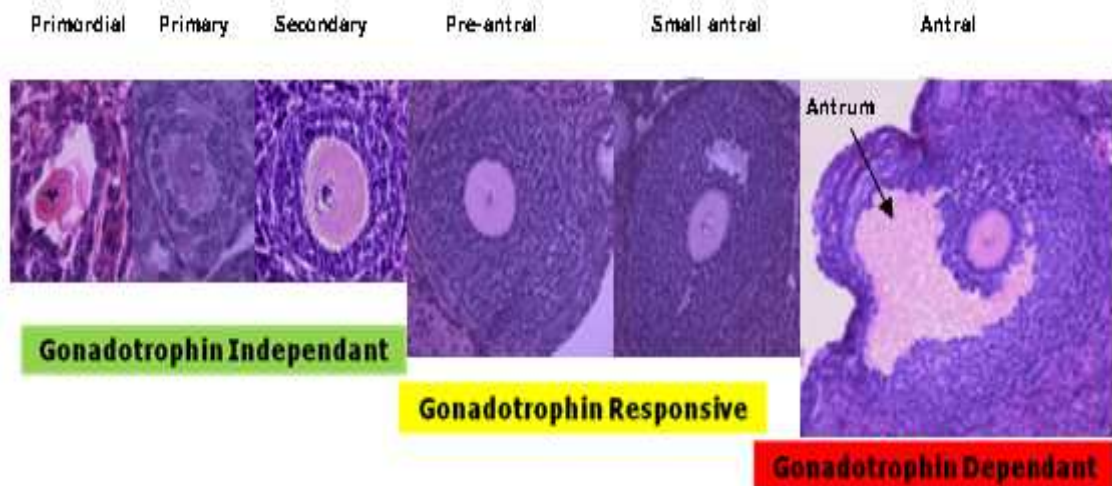 Primordial Primary Secondary Pre-antral Small antral Antral
Antrum
Gonadotrophin Independant
Gonadotrophin Responsive
Gonadotrophin Dependant